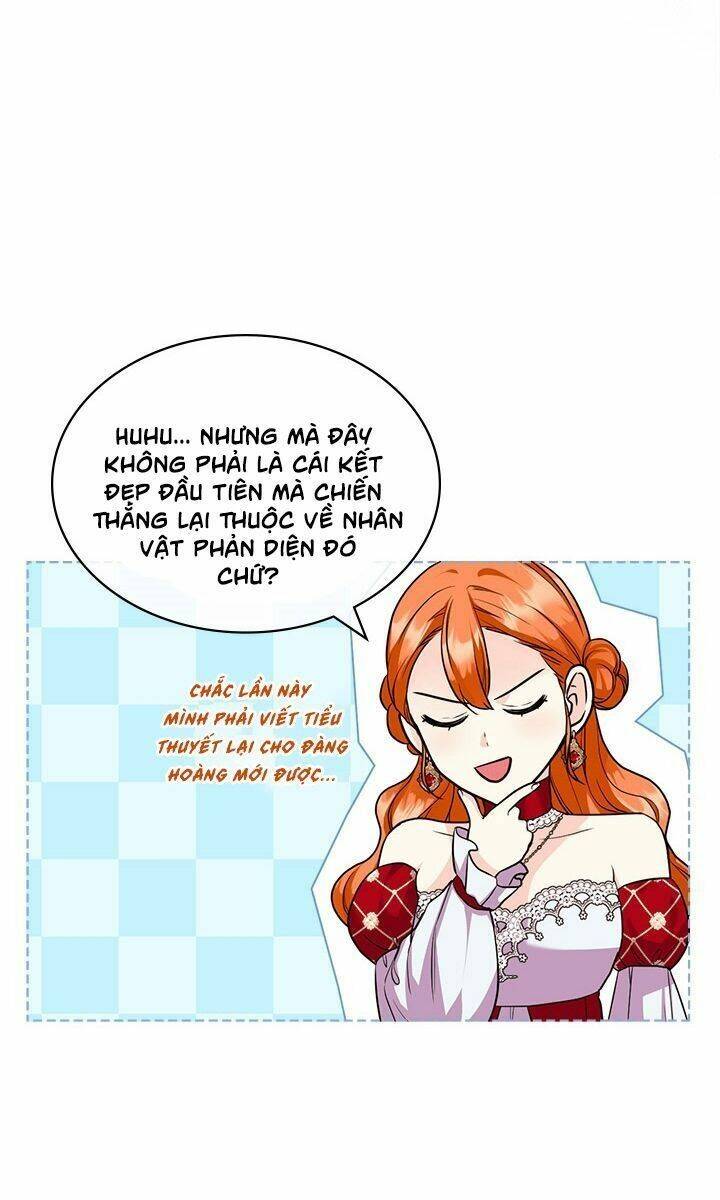 HUHU... NHƯNG MÀ ĐÂY
KHÔNG PHẢI LÀ CÁI KẾT
ĐẸP ĐẦU TIÊN MÀ CHIẾN
THẮNG LẠI THUỘC VỀ NHÂN
VẬT PHẢN DIỆN ĐÓ
CHỨ?
CHẮC LẦN NÀY
MÌNH PHẢI VIẾT TIỂU
THUYẾT LẠI CHO ĐÀNG
HOÀNG MỚI ĐƯỢC...